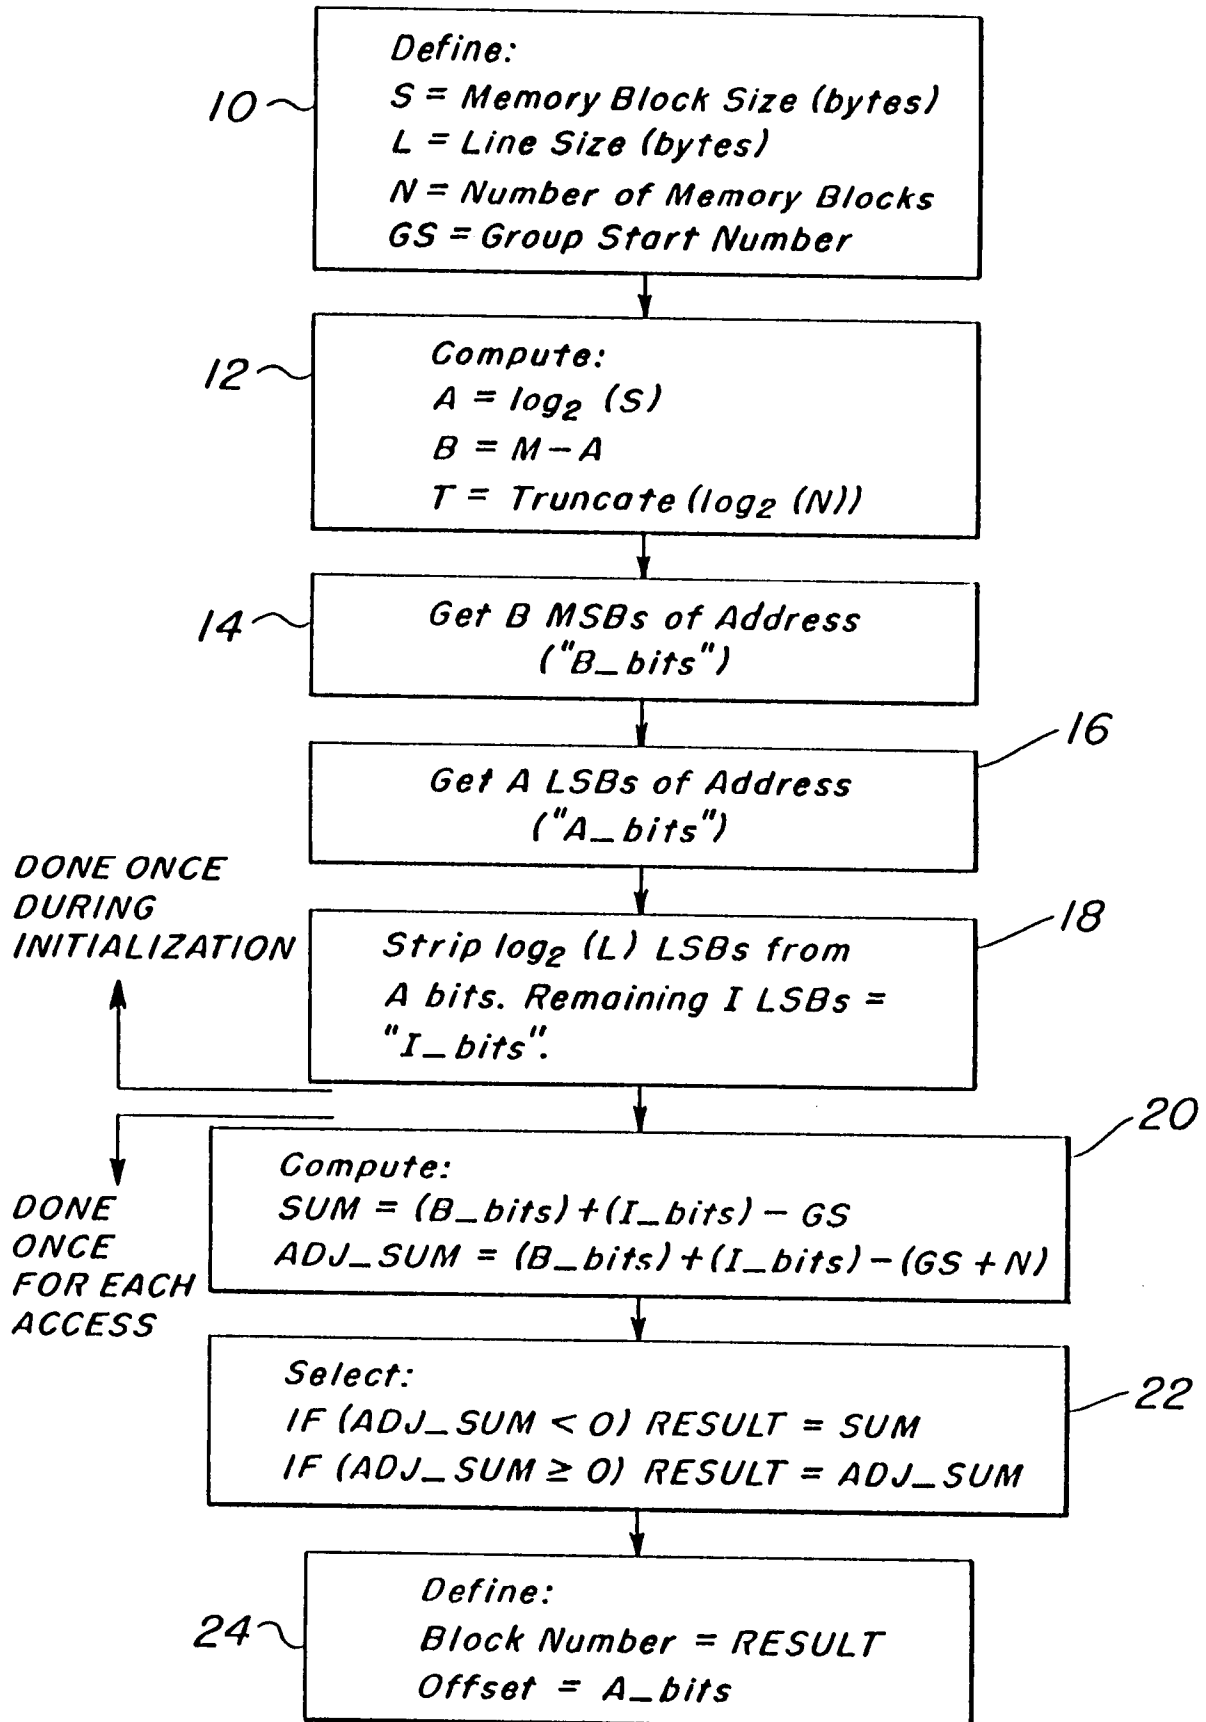 Define:
10
S = Memory Block Size (bytes)
L = Line Size (bytes)
N = Number of Memory Blocks
GS = Group Start Number
12
Compute:
A = log2 (S)
B = M - A
T = Truncate (log2 (N))
14
Get B MSBs of Address
("B_bits")
16
Get A LSBs of Address
("A_bits")
DONE ONCE
DURING
INITIALIZATION
18
Strip log2 (L) LSBs from
A bits. Remaining I LSBs =
"I_bits".
20
Compute:
SUM = (B_bits) + (I_bits) - GS
ADJ_SUM = (B_bits) + (I_bits) - (GS + N)
DONE
ONCE
FOR EACH
ACCESS
22
Select:
IF (ADJ_SUM < 0) RESULT = SUM
IF (ADJ_SUM ≥ 0) RESULT = ADJ_SUM
24
Define:
Block Number = RESULT
Offset = A_bits